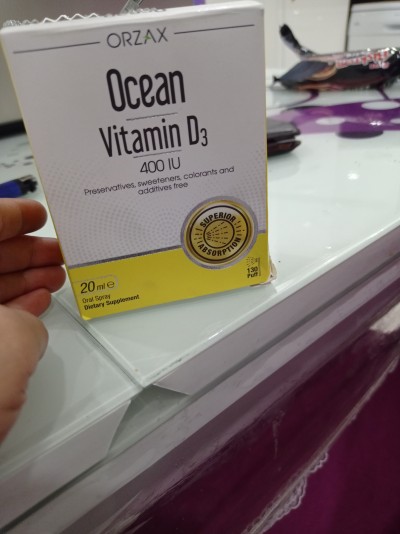 ORZAX
Ocean
Vitamin D3
400 IU
Preservatives, sweeteners, colorants and
additives free
SUPERIOR
ABSORPTION
20 ml ℮
Oral Spray
Dietary Supplement
Puff